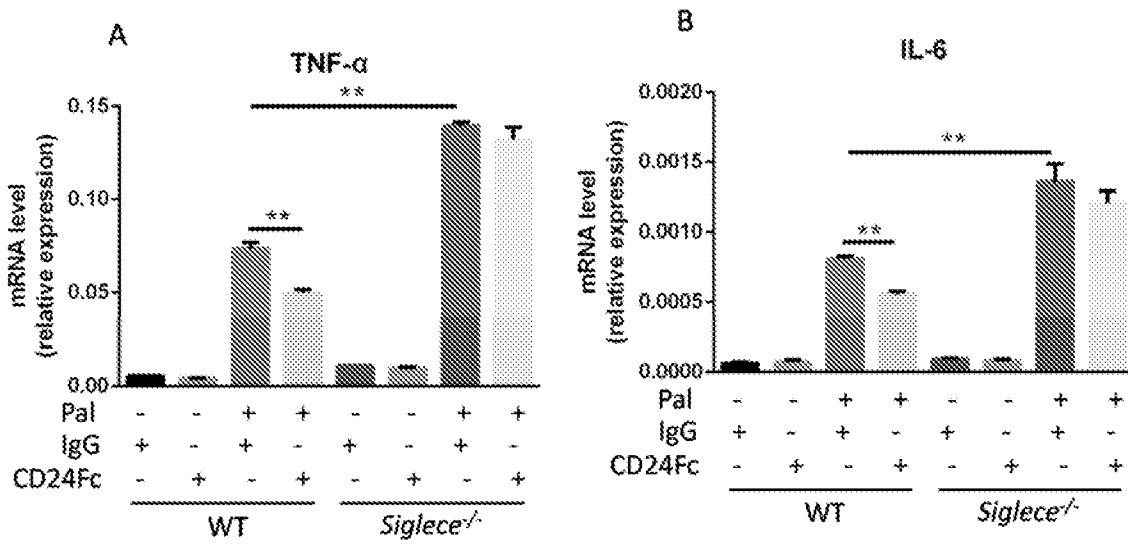 A
TNF-α
mRNA level
(relative expression)
0.15
0.10
0.05
0.00
**
**
Pal - - + + - - + +
IgG + - + - + - + -
CD24Fc - + - + - + - +
WT Siglece-/-
B
IL-6
mRNA level
(relative expression)
0.0020
0.0015
0.0010
0.0005
0.0000
**
**
Pal - - + + - - + +
IgG + - + - + - + -
CD24Fc - + - + - + - +
WT Siglece-/-